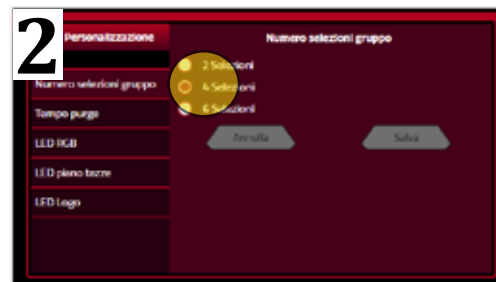 2
Personalizzazione
Numero selezioni gruppo
Tempo purge
LED RGB
LED piano tazze
LED Logo
Numero selezioni gruppo
2 Selezioni
4 Selezioni
6 Selezioni
Annulla
Salva